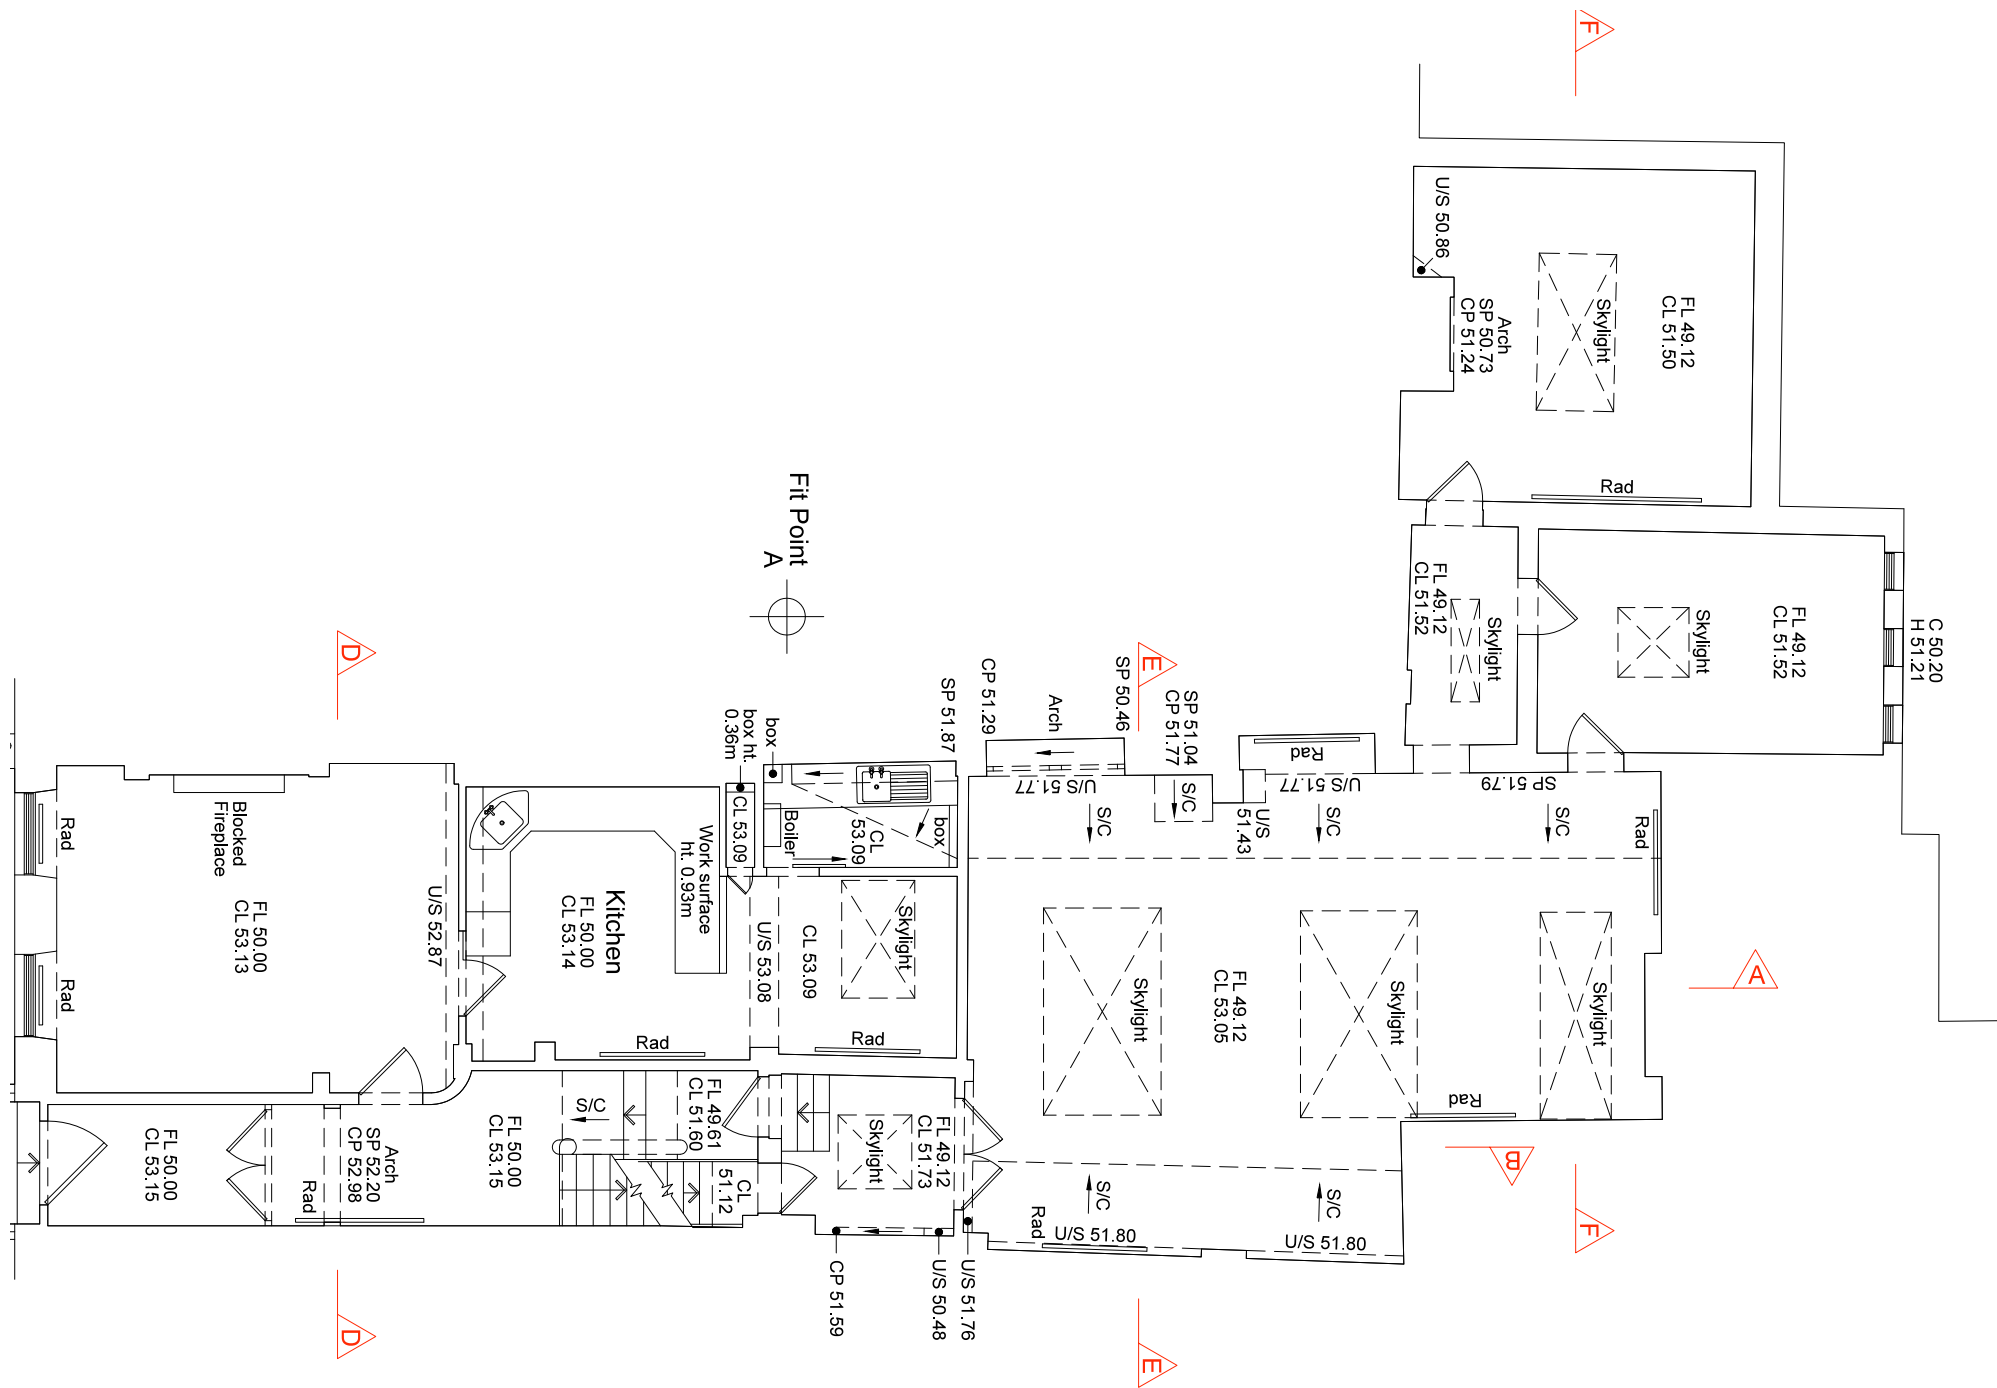 F
U/S 50.86
Arch
SP 50.73
CP 51.24
Skylight
FL 49.12
CL 51.50
Rad
Fit Point
A
FL 49.12
CL 51.52
Skylight
Skylight
FL 49.12
CL 51.52
C 50.20
H 51.21
D
E
SP 51.87
CP 51.29
Arch
SP 50.46
SP 51.04
CP 51.77
Rad
box ht.
0.36m
box
CL 53.09
Boiler
CL
53.09
box
U/S 51.77
S/C
S/C
U/S
51.43
U/S 51.77
S/C
SP 51.79
S/C
Rad
Rad
Blocked
Fireplace
FL 50.00
CL 53.13
U/S 52.87
Rad
Work surface
ht. 0.93m
Kitchen
FL 50.00
CL 53.14
U/S 53.08
CL 53.09
Skylight
Rad
Rad
Skylight
FL 49.12
CL 53.05
Skylight
Skylight
Rad
A
B
F
FL 50.00
CL 53.15
Arch
SP 52.20
CP 52.98
Rad
FL 50.00
CL 53.15
S/C
FL 49.61
CL 51.60
CL
51.12
Skylight
FL 49.12
CL 51.73
Rad
S/C
U/S 51.80
S/C
U/S 51.80
CP 51.59
U/S 50.48
U/S 51.76
D
E